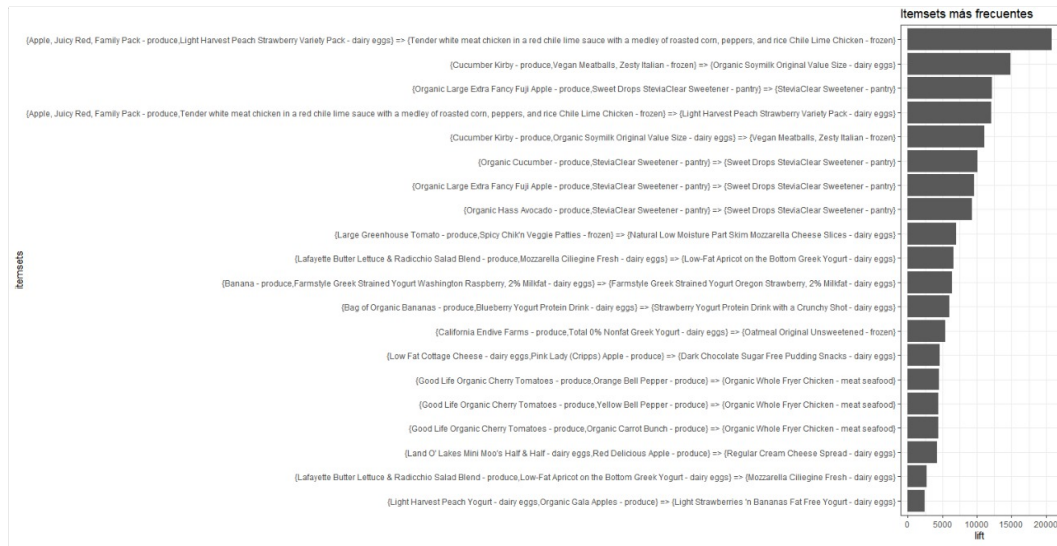 Itemsets más frecuentes
{Apple, Juicy Red, Family Pack - produce,Light Harvest Peach Strawberry Variety Pack - dairy eggs} => {Tender white meat chicken in a red chile lime sauce with a medley of roasted corn, peppers, and rice Chile Lime Chicken - frozen}
{Cucumber Kirby - produce,Vegan Meatballs, Zesty Italian - frozen} => {Organic Soymilk Original Value Size - dairy eggs}
{Organic Large Extra Fancy Fuji Apple - produce,Sweet Drops SteviaClear Sweetener - pantry} => {SteviaClear Sweetener - pantry}
{Apple, Juicy Red, Family Pack - produce,Tender white meat chicken in a red chile lime sauce with a medley of roasted corn, peppers, and rice Chile Lime Chicken - frozen} => {Light Harvest Peach Strawberry Variety Pack - dairy eggs}
{Cucumber Kirby - produce,Organic Soymilk Original Value Size - dairy eggs} => {Vegan Meatballs, Zesty Italian - frozen}
{Organic Cucumber - produce,SteviaClear Sweetener - pantry} => {Sweet Drops SteviaClear Sweetener - pantry}
{Organic Large Extra Fancy Fuji Apple - produce,SteviaClear Sweetener - pantry} => {Sweet Drops SteviaClear Sweetener - pantry}
{Organic Hass Avocado - produce,SteviaClear Sweetener - pantry} => {Sweet Drops SteviaClear Sweetener - pantry}
{Large Greenhouse Tomato - produce,Spicy Chik'n Veggie Patties - frozen} => {Natural Low Moisture Part Skim Mozzarella Cheese Slices - dairy eggs}
{Lafayette Butter Lettuce & Radicchio Salad Blend - produce,Mozzarella Ciliegine Fresh - dairy eggs} => {Low-Fat Apricot on the Bottom Greek Yogurt - dairy eggs}
{Banana - produce,Farmstyle Greek Strained Yogurt Washington Raspberry, 2% Milkfat - dairy eggs} => {Farmstyle Greek Strained Yogurt Oregon Strawberry, 2% Milkfat - dairy eggs}
{Bag of Organic Bananas - produce,Blueberry Yogurt Protein Drink - dairy eggs} => {Strawberry Yogurt Protein Drink with a Crunchy Shot - dairy eggs}
{California Endive Farms - produce,Total 0% Nonfat Greek Yogurt - dairy eggs} => {Oatmeal Original Unsweetened - frozen}
{Low Fat Cottage Cheese - dairy eggs,Pink Lady (Cripps) Apple - produce} => {Dark Chocolate Sugar Free Pudding Snacks - dairy eggs}
{Good Life Organic Cherry Tomatoes - produce,Orange Bell Pepper - produce} => {Organic Whole Fryer Chicken - meat seafood}
{Good Life Organic Cherry Tomatoes - produce,Yellow Bell Pepper - produce} => {Organic Whole Fryer Chicken - meat seafood}
{Good Life Organic Cherry Tomatoes - produce,Organic Carrot Bunch - produce} => {Organic Whole Fryer Chicken - meat seafood}
{Land O' Lakes Mini Moo's Half & Half - dairy eggs,Red Delicious Apple - produce} => {Regular Cream Cheese Spread - dairy eggs}
{Lafayette Butter Lettuce & Radicchio Salad Blend - produce,Low-Fat Apricot on the Bottom Greek Yogurt - dairy eggs} => {Mozzarella Ciliegine Fresh - dairy eggs}
{Light Harvest Peach Yogurt - dairy eggs,Organic Gala Apples - produce} => {Light Strawberries 'n Bananas Fat Free Yogurt - dairy eggs}
itemsets
0 5000 10000 15000 20000
lift